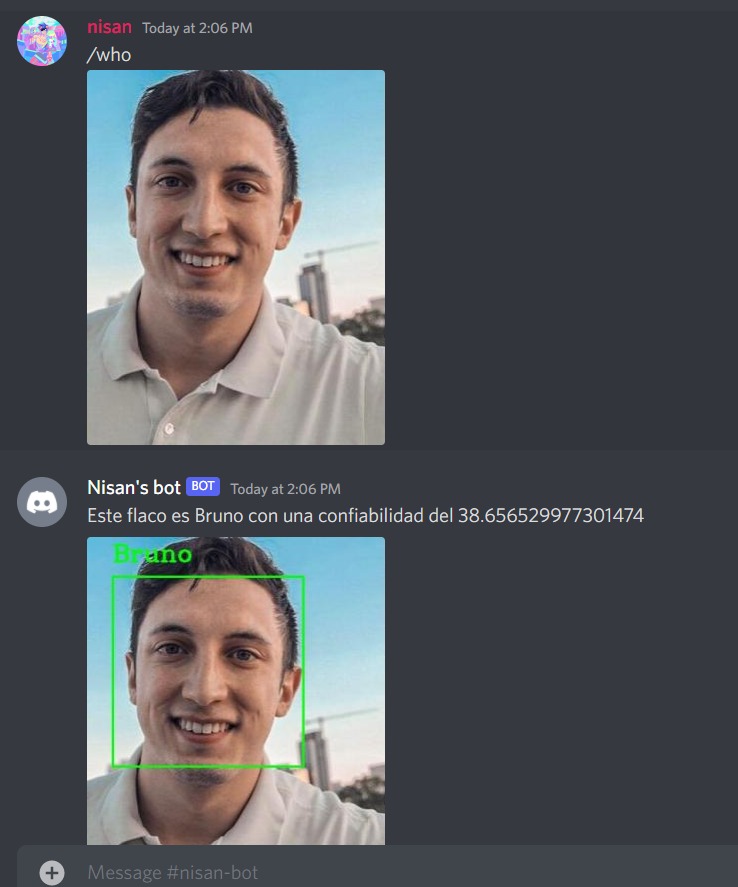 nisan Today at 2:06 PM
/who
Nisan's bot BOT Today at 2:06 PM
Este flaco es Bruno con una confiabilidad del 38.656529977301474
Bruno
Message #nisan-bot